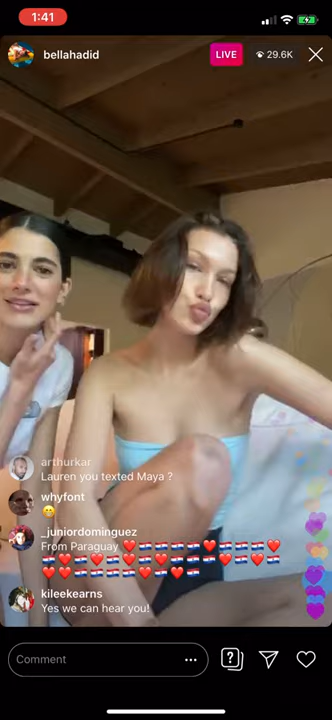 1:41
bellahadid
LIVE
29.6K
arthurkar
Lauren you texted Maya ?
whyfont
😁
_juniordominguez
From Paraguay ❤️🇵🇾🇵🇾🇵🇾🇵🇾❤️🇵🇾🇵🇾🇵🇾❤️
🇵🇾❤️🇵🇾❤️🇵🇾❤️🇵🇾❤️🇵🇾🇵🇾🇵🇾❤️🇵🇾❤️🇵🇾
❤️❤️🇵🇾🇵🇾🇵🇾🇵🇾❤️🇵🇾❤️🇵🇾
kileekearns
Yes we can hear you!
Comment